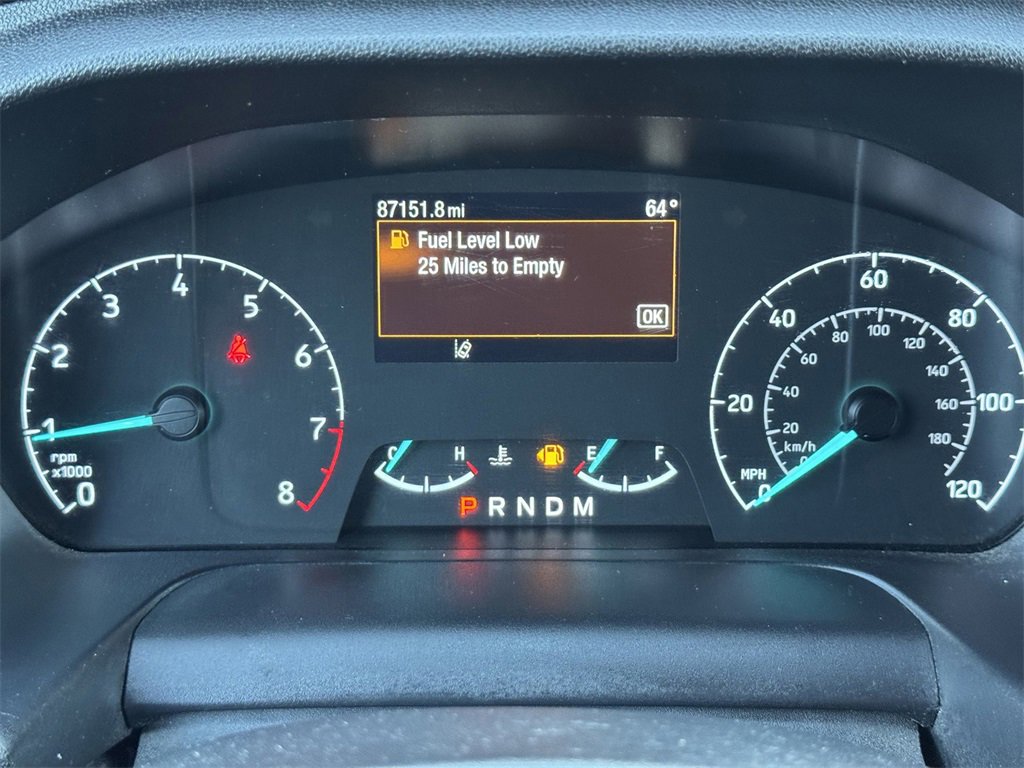 87151.8 mi 64°
Fuel Level Low
25 Miles to Empty
OK
0 1 2 3 4 5 6 7 8
rpm
x1000
C H
E F
P R N D M
0 20 40 60 80 100 120
MPH
0 20 40 60 80 100 120 140 160 180
km/h